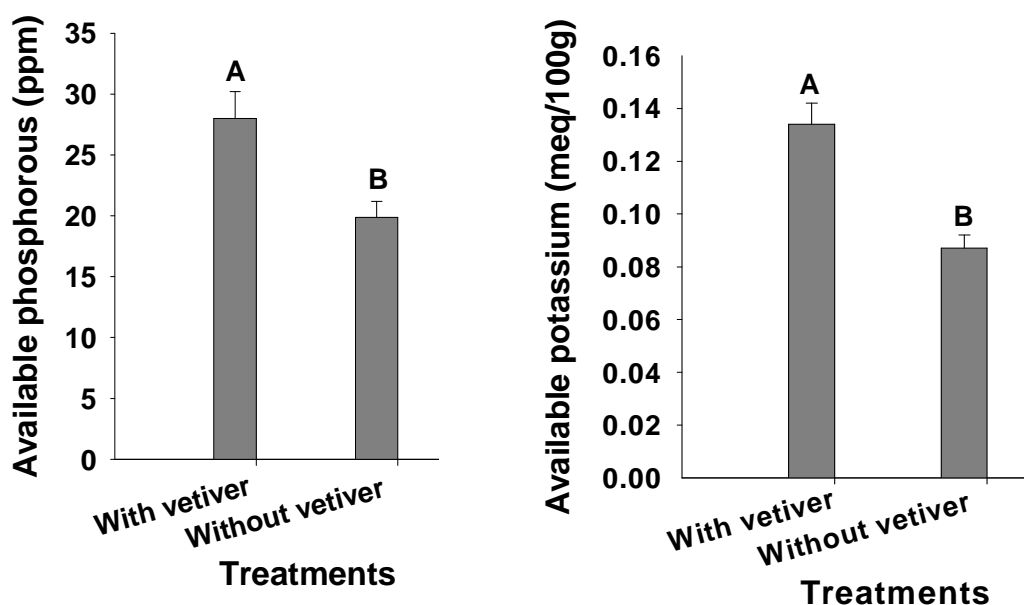 Available phosphorous (ppm)
35
30
25
20
15
10
5
0
A
B
With vetiver
Without vetiver
Treatments
Available potassium (meq/100g)
0.16
0.14
0.12
0.10
0.08
0.06
0.04
0.02
0.00
A
B
With vetiver
Without vetiver
Treatments